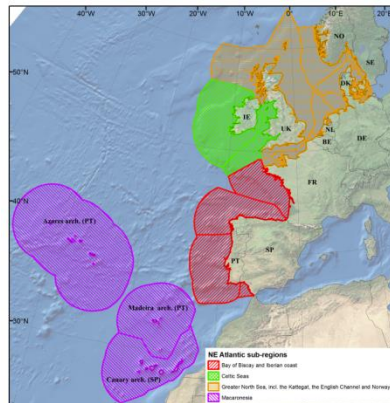 20°W
10°W
0°
10°E
20°
NO
SE
50°N
DK
IE
UK
NL
BE
DE
FR
Azores arch. (PT)
40°N
PT
SP
Madeira arch. (PT)
30°N
Canary arch. (SP)
NE Atlantic sub-regions
Bay of Biscay and Iberian coast
Celtic Seas
Greater North Sea, incl. the Kattegat, the English Channel and Norway
Macaronesia